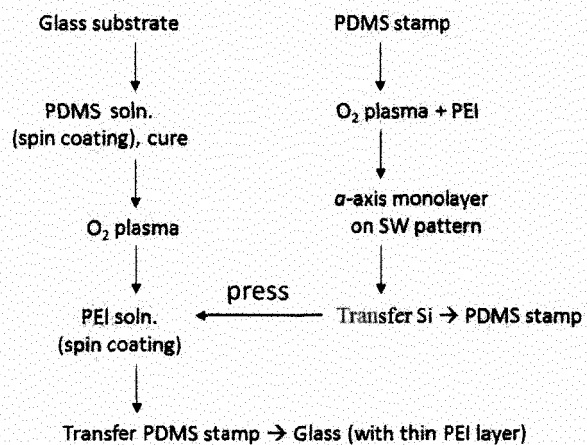 Glass substrate
PDMS soln.
(spin coating), cure
O₂ plasma
PEI soln.
(spin coating)
PDMS stamp
O₂ plasma + PEI
a-axis monolayer
on SW pattern
Transfer Si → PDMS stamp
press
Transfer PDMS stamp → Glass (with thin PEI layer)